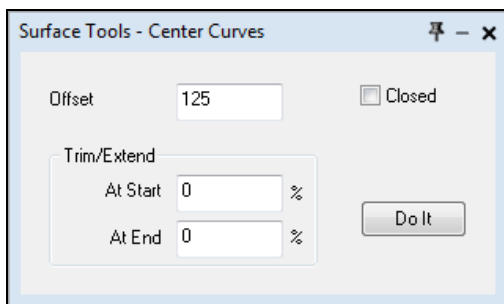 Surface Tools - Center Curves
Offset 125 Closed
Trim/Extend
At Start 0 %
Do It
At End 0 %